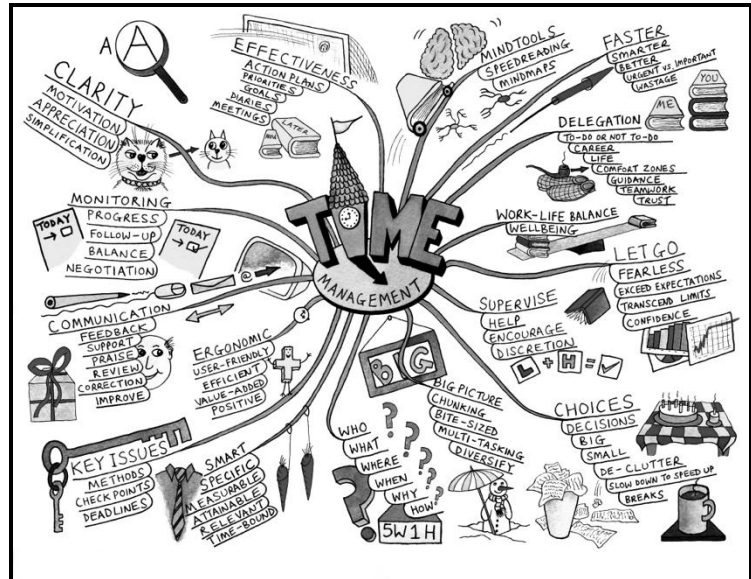 TIME
MANAGEMENT
A A
CLARITY
MOTIVATION
APPRECIATION
SIMPLIFICATION
EFFECTIVENESS
ACTION PLANS
PRIORITIES
GOALS
DIARIES
MEETINGS
NOW
LATER
MINDTOOLS
SPEEDREADING
MINDMAPS
FASTER
SMARTER
BETTER
URGENT VS. IMPORTANT
WASTAGE
ME
YOU
DELEGATION
TO-DO OR NOT TO-DO
CAREER
LIFE
COMFORT ZONES
GUIDANCE
TEAMWORK
TRUST
WORK-LIFE BALANCE
WELLBEING
LET GO
FEARLESS
EXCEED EXPECTATIONS
TRANSCEND LIMITS
CONFIDENCE
SUPERVISE
HELP
ENCOURAGE
DISCRETION
L + H = ✓
CHOICES
DECISIONS
BIG
SMALL
DE-CLUTTER
SLOW DOWN TO SPEED UP
BREAKS
BIG
BIG PICTURE
CHUNKING
BITE-SIZED
MULTI-TASKING
DIVERSIFY
WHO
WHAT
WHERE
WHEN
WHY
HOW
? ? ? ? ?
5W1H
SMART
SPECIFIC
MEASURABLE
ATTAINABLE
RELEVANT
TIME-BOUND
KEY ISSUES
METHODS
CHECKPOINTS
DEADLINES
ERGONOMIC
USER-FRIENDLY
EFFICIENT
VALUE-ADDED
POSITIVE
COMMUNICATION
FEEDBACK
SUPPORT
PRAISE
REVIEW
CORRECTION
IMPROVE
@
MONITORING
PROGRESS
FOLLOW-UP
BALANCE
NEGOTIATION
TODAY
→ □
TODAY
→ ☑